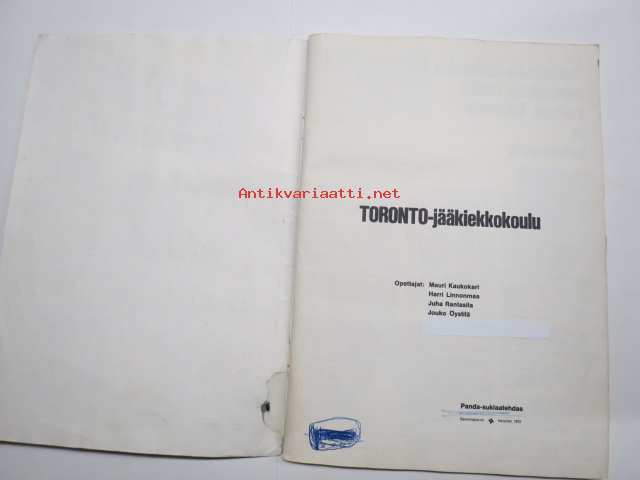 Antikvariaatti.net
TORONTO-jääkiekkokoulu
Opettajat: Mauri Kaukokari
Harri Linnonmaa
Juha Rantasila
Jouko Öystilä
Panda-suklaatehdas